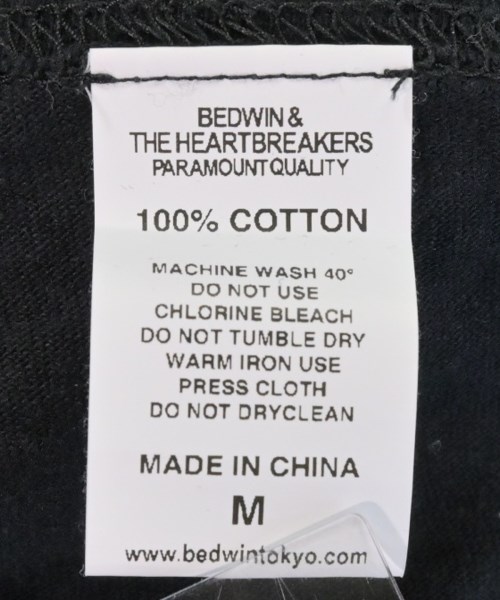 BEDWIN &
THE HEARTBREAKERS
PARAMOUNT QUALITY
100% COTTON
MACHINE WASH 40°
DO NOT USE
CHLORINE BLEACH
DO NOT TUMBLE DRY
WARM IRON USE
PRESS CLOTH
DO NOT DRYCLEAN
MADE IN CHINA
M
www.bedwintokyo.com